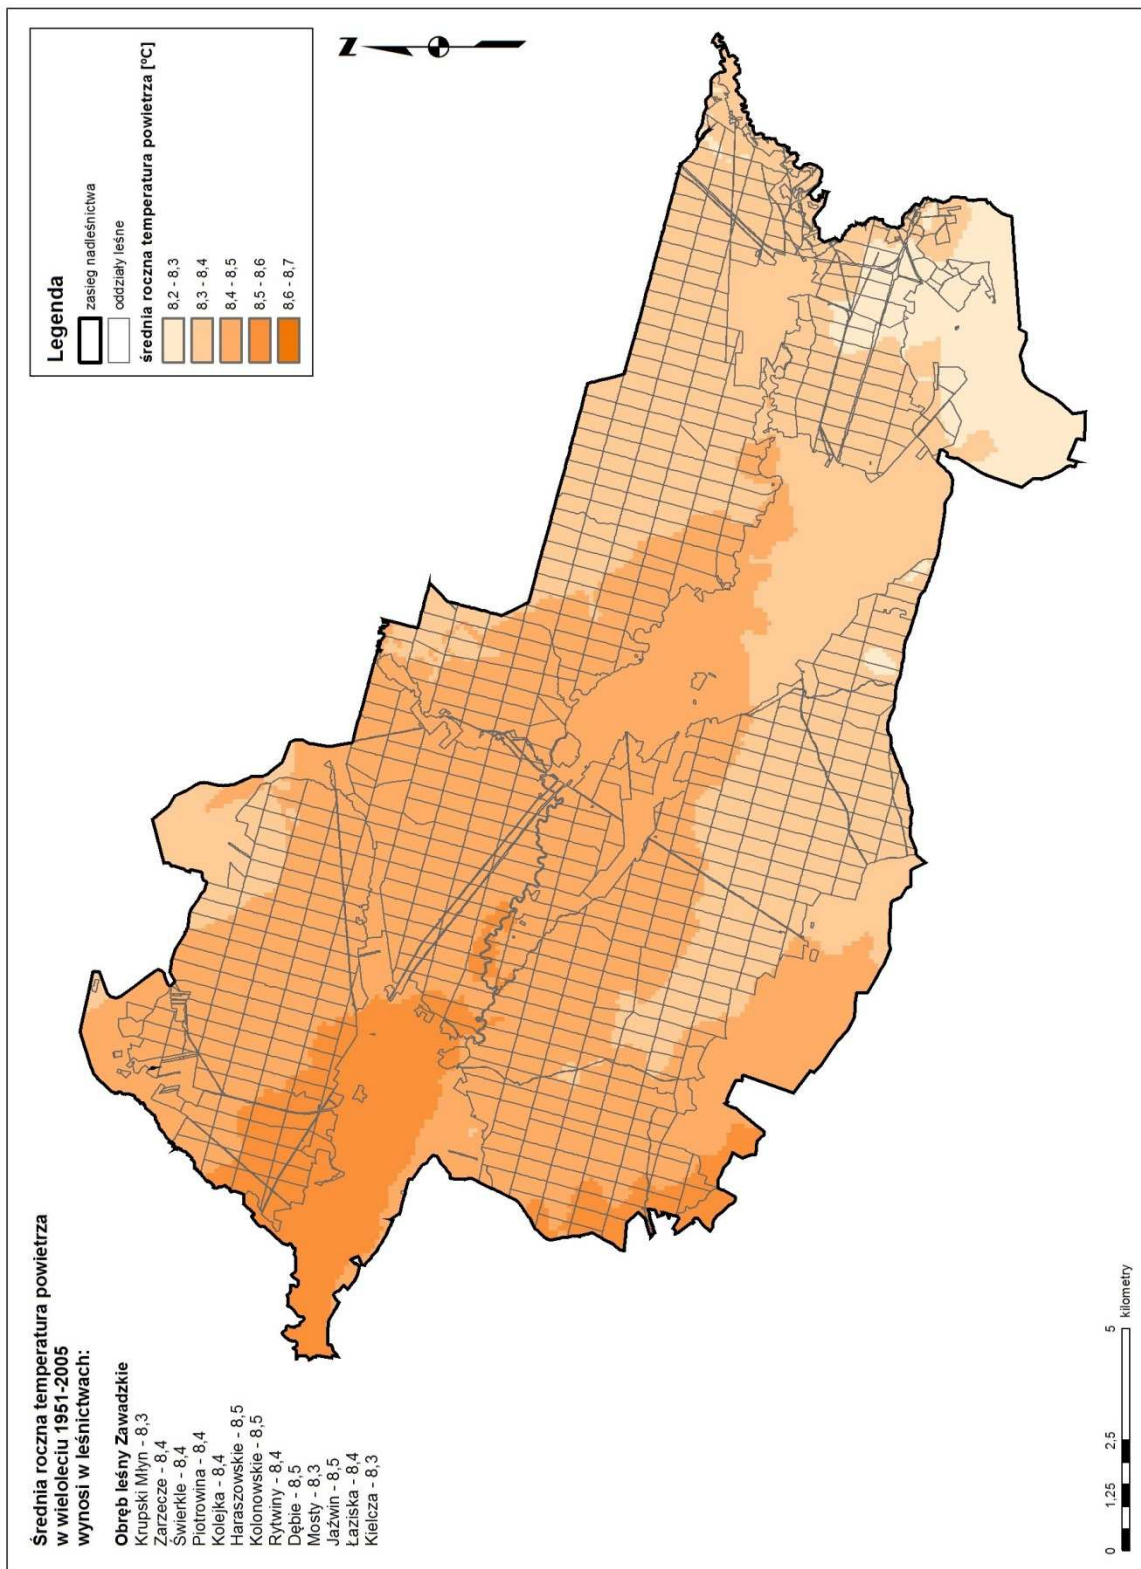 Średnia roczna temperatura powietrza
w wieloleciu 1951-2005
wynosi w leśnictwach:
Obręb leśny Zawadzkie
Krupski Młyn - 8,3
Zarzecze - 8,4
Świerkle - 8,4
Piotrowina - 8,4
Kolejka - 8,4
Haraszowskie - 8,5
Kolonowskie - 8,5
Rytwiny - 8,4
Dębie - 8,5
Mosty - 8,3
Jaźwin - 8,5
Łaziska - 8,4
Kielcza - 8,3
Legenda
zasieg nadleśnictwa
oddziały leśne
średnia roczna temperatura powietrza [ºC]
8,2 - 8,3
8,3 - 8,4
8,4 - 8,5
8,5 - 8,6
8,6 - 8,7
N
0 1,25 2,5 5
kilometry